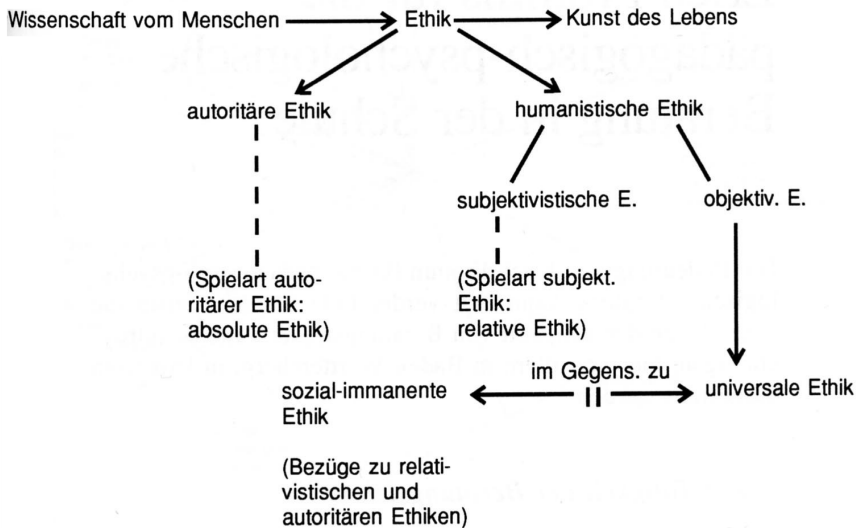 Wissenschaft vom Menschen
Ethik
Kunst des Lebens
autoritäre Ethik
humanistische Ethik
subjektivistische E.
objektiv. E.
(Spielart auto-
ritärer Ethik:
absolute Ethik)
(Spielart subjekt.
Ethik:
relative Ethik)
sozial-immanente
Ethik
im Gegens. zu
universale Ethik
(Bezüge zu relati-
vistischen und
autoritären Ethiken)